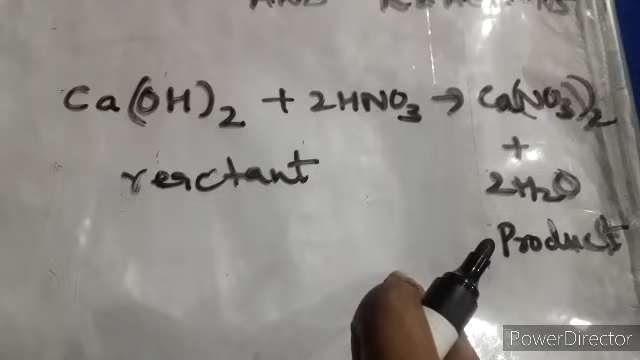 Ca(OH)₂ + 2HNO₃ → Ca(NO₃)₂
+
2H₂O
reactant
Product
PowerDirector